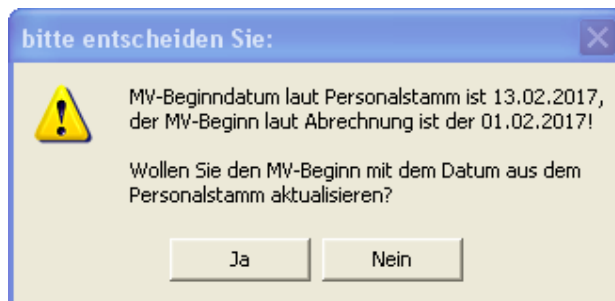 bitte entscheiden Sie:
MV-Beginndatum laut Personalstamm ist 13.02.2017,
der MV-Beginn laut Abrechnung ist der 01.02.2017!
Wollen Sie den MV-Beginn mit dem Datum aus dem
Personalstamm aktualisieren?
Ja Nein